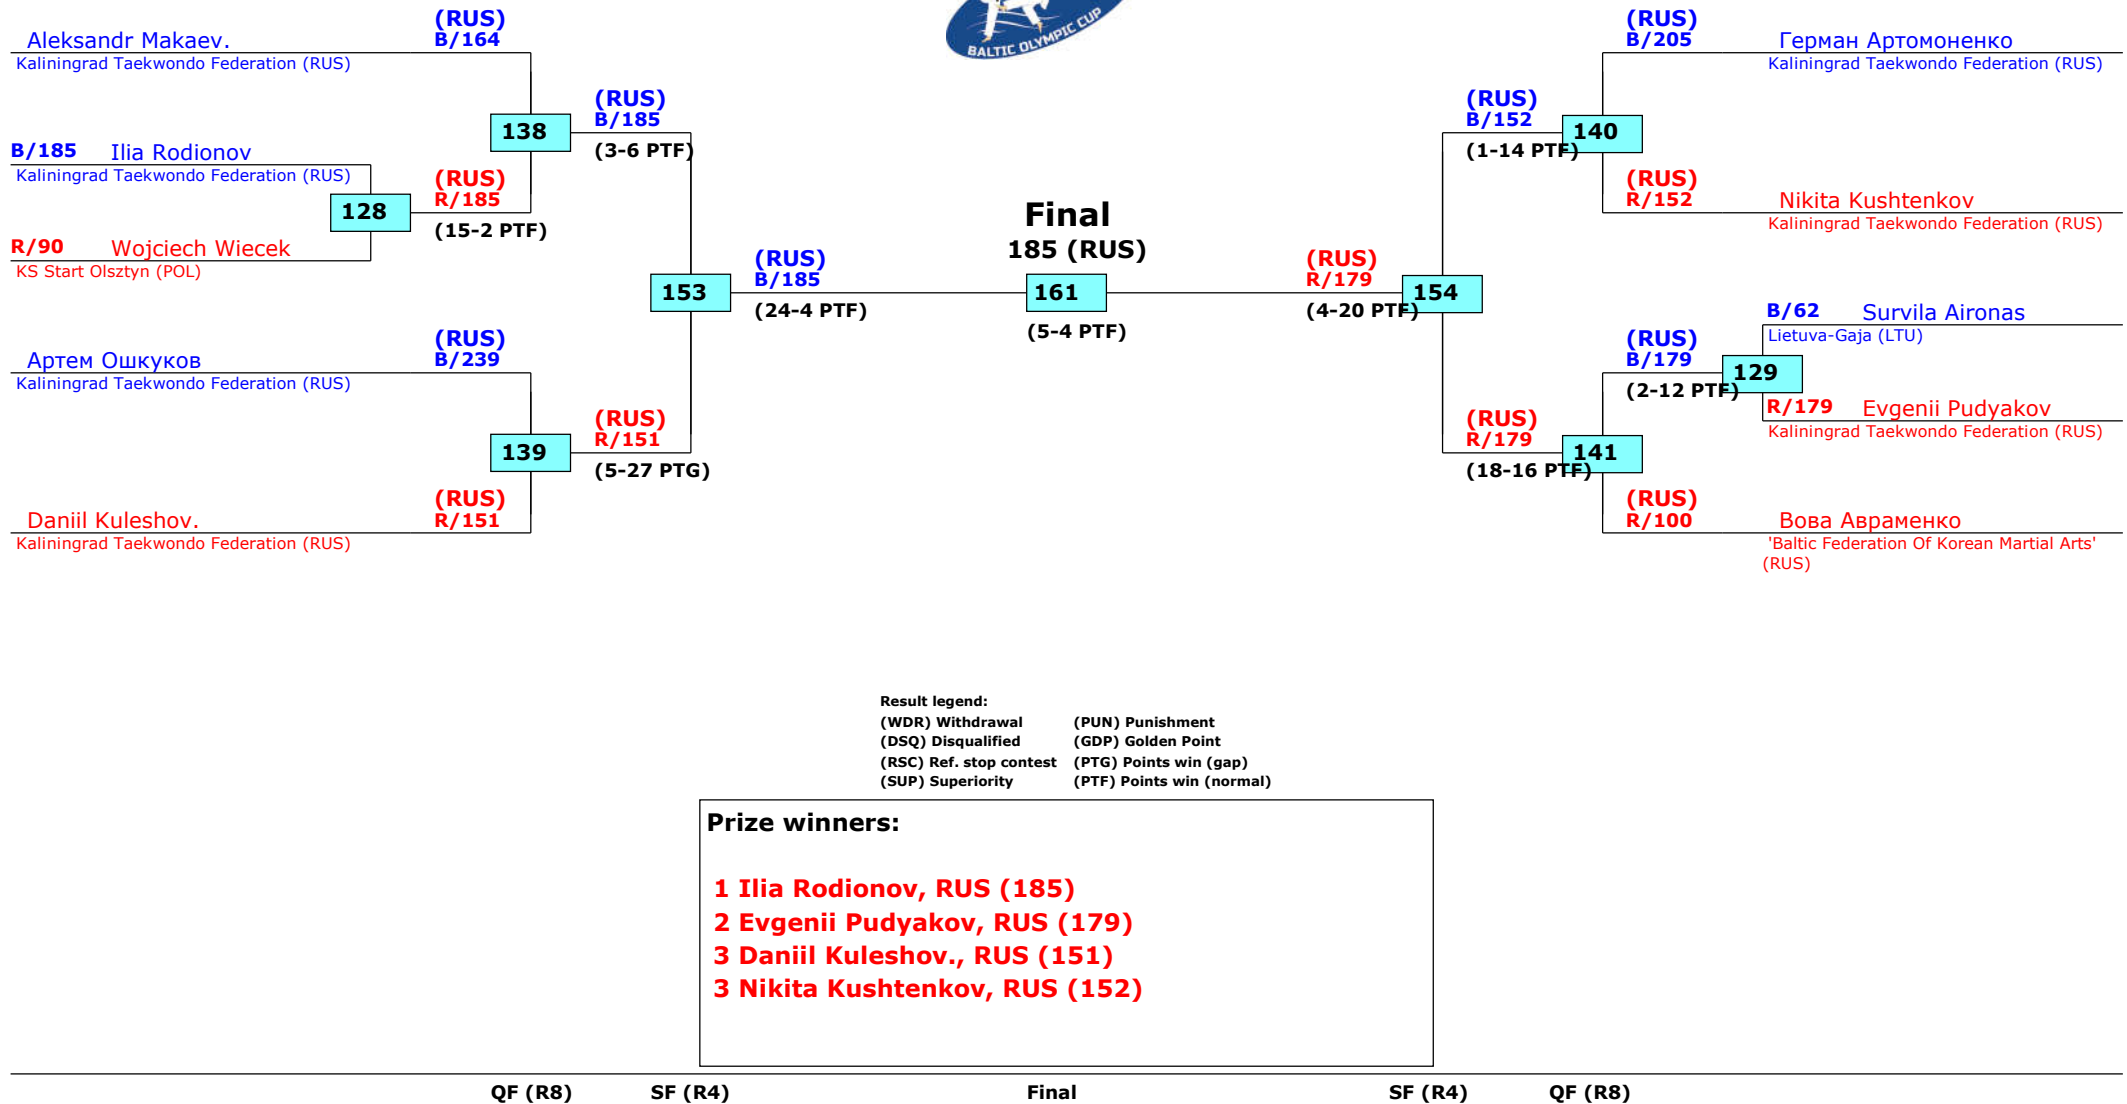 BALTIC OLYMPIC CUP
(RUS)
B/164
Aleksandr Makaev.
Kaliningrad Taekwondo Federation (RUS)
138
(RUS)
B/185
(3-6 PTF)
B/185 Ilia Rodionov
Kaliningrad Taekwondo Federation (RUS)
128
(RUS)
R/185
(15-2 PTF)
R/90 Wojciech Wiecek
KS Start Olsztyn (POL)
153
(RUS)
B/185
(24-4 PTF)
Артем Ошкуков
Kaliningrad Taekwondo Federation (RUS)
(RUS)
B/239
139
(RUS)
R/151
(5-27 PTG)
Daniil Kuleshov.
Kaliningrad Taekwondo Federation (RUS)
(RUS)
R/151
Final
185 (RUS)
161
(5-4 PTF)
(RUS)
B/205
Герман Артомоненко
Kaliningrad Taekwondo Federation (RUS)
(RUS)
B/152
(1-14 PTF)
140
(RUS)
R/152
Nikita Kushtenkov
Kaliningrad Taekwondo Federation (RUS)
(RUS)
R/179
(4-20 PTF)
154
B/62 Survila Aironas
Lietuva-Gaja (LTU)
(RUS)
B/179
(2-12 PTF)
129
R/179 Evgenii Pudyakov
Kaliningrad Taekwondo Federation (RUS)
(RUS)
R/179
(18-16 PTF)
141
(RUS)
R/100
Вова Авраменко
'Baltic Federation Of Korean Martial Arts'
(RUS)
Result legend:
(WDR) Withdrawal (PUN) Punishment
(DSQ) Disqualified (GDP) Golden Point
(RSC) Ref. stop contest (PTG) Points win (gap)
(SUP) Superiority (PTF) Points win (normal)
Prize winners:
1 Ilia Rodionov, RUS (185)
2 Evgenii Pudyakov, RUS (179)
3 Daniil Kuleshov., RUS (151)
3 Nikita Kushtenkov, RUS (152)
QF (R8) SF (R4) Final SF (R4) QF (R8)